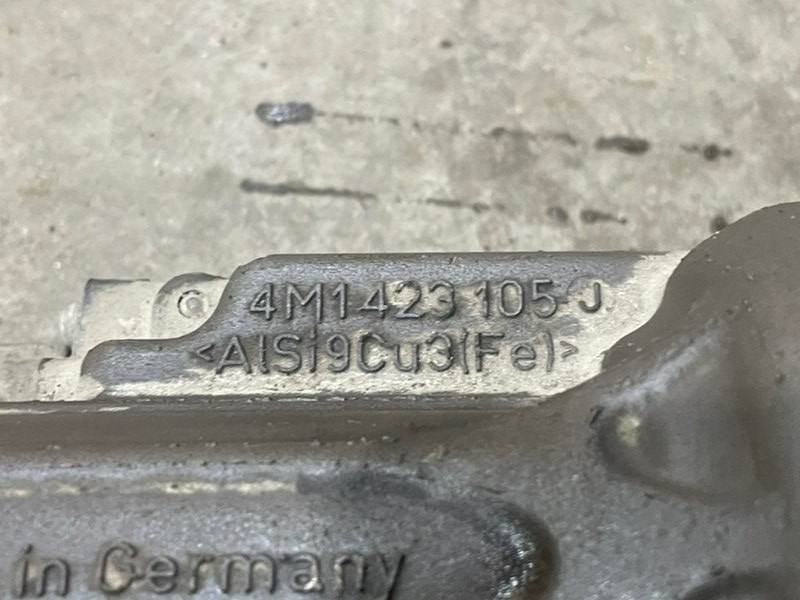 4M1 423 105 J
<AlSi9Cu3(Fe)>
in Germany